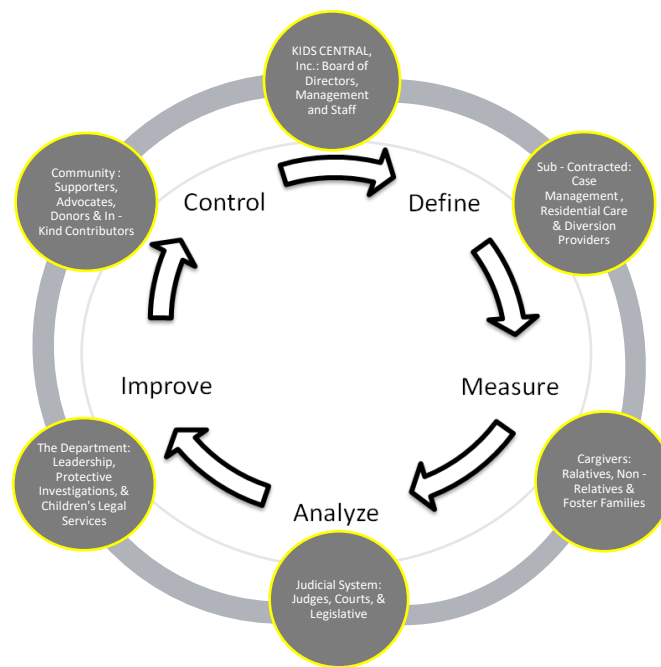 KIDS CENTRAL,
Inc.: Board of
Directors,
Management
and Staff
Community :
Supporters,
Advocates,
Donors & In -
Kind Contributors
Sub - Contracted:
Case
Management ,
Residential Care
& Diversion
Providers
Control
Define
Improve
Measure
The Department:
Leadership,
Protective
Investigations, &
Children's Legal
Services
Cargivers:
Ralatives, Non -
Relatives &
Foster Families
Analyze
Judicial System:
Judges, Courts, &
Legislative